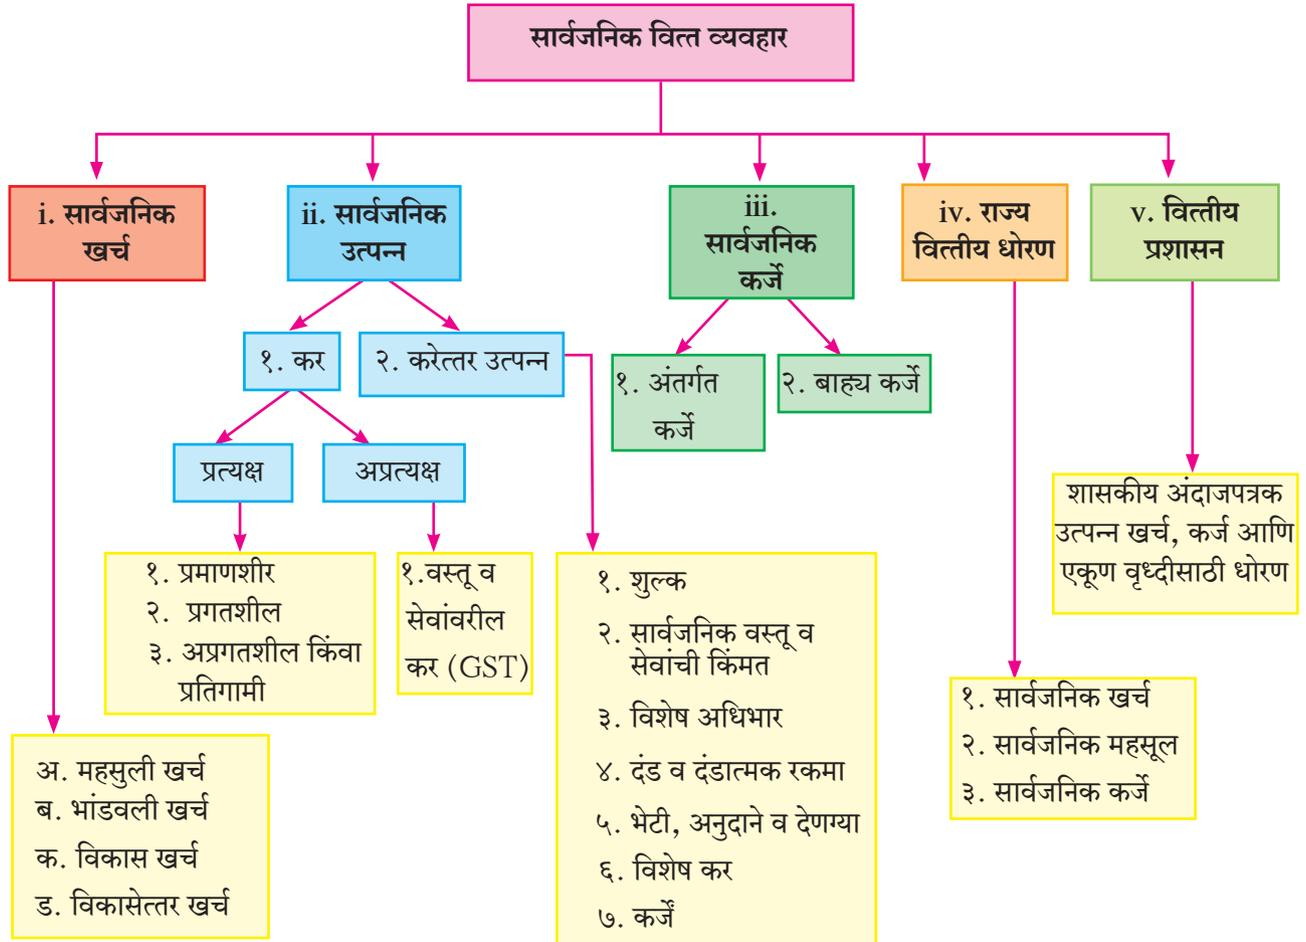 सार्वजनिक वित्त व्यवहार
i. सार्वजनिक
खर्च
ii. सार्वजनिक
उत्पन्न
iii.
सार्वजनिक
कर्जे
iv. राज्य
वित्तीय धोरण
v. वित्तीय
प्रशासन
१. कर
२. करेत्तर उत्पन्न
१. अंतर्गत
कर्जे
२. बाह्य कर्जे
प्रत्यक्ष
अप्रत्यक्ष
शासकीय अंदाजपत्रक
उत्पन्न खर्च, कर्ज आणि
एकूण वृध्दीसाठी धोरण
१. प्रमाणशीर
२. प्रगतशील
३. अप्रगतशील किंवा
प्रतिगामी
१.वस्तू व
सेवांवरील
कर (GST)
१. शुल्क
२. सार्वजनिक वस्तू व
सेवांची किंमत
३. विशेष अधिभार
४. दंड व दंडात्मक रकमा
५. भेटी, अनुदाने व देणग्या
६. विशेष कर
७. कर्जें
१. सार्वजनिक खर्च
२. सार्वजनिक महसूल
३. सार्वजनिक कर्जे
अ. महसुली खर्च
ब. भांडवली खर्च
क. विकास खर्च
ड. विकासेत्तर खर्च